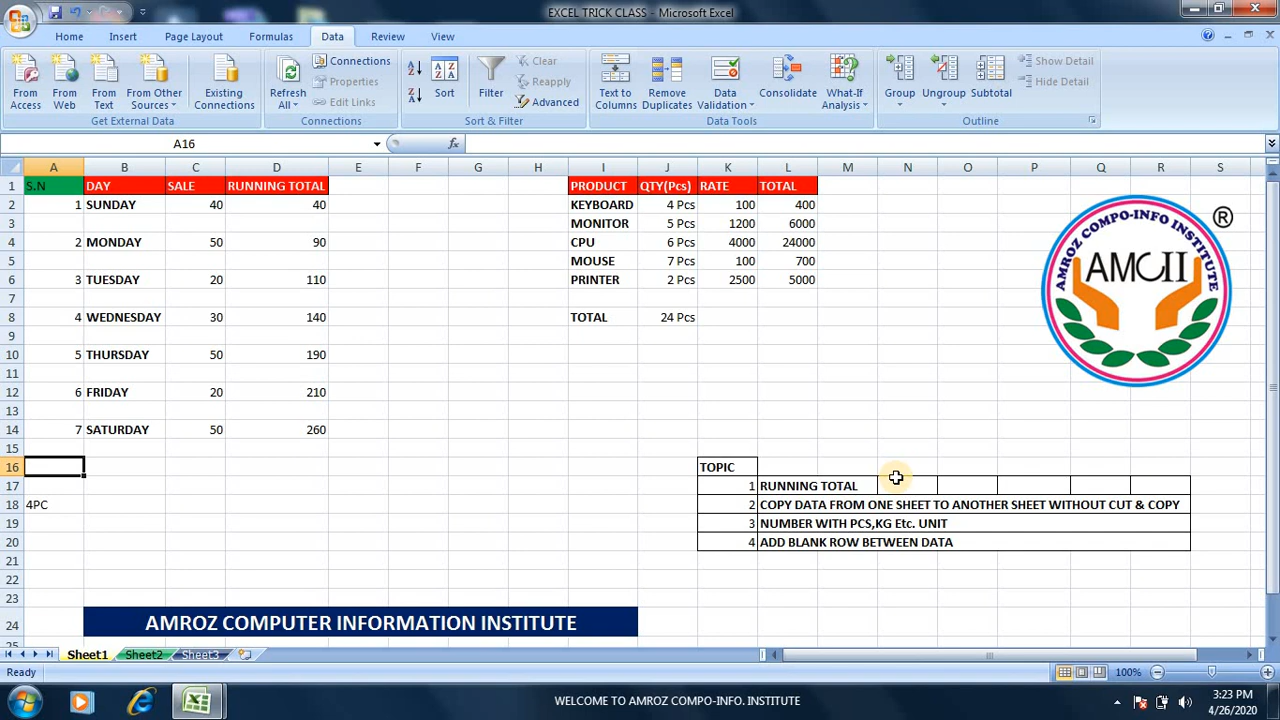 EXCEL TRICK CLASS - Microsoft Excel
Home Insert Page Layout Formulas Data Review View
From Access
From Web
From Text
From Other Sources
Existing Connections
Get External Data
Refresh All
Connections
Properties
Edit Links
Connections
Sort
Filter
Clear
Reapply
Advanced
Sort & Filter
Text to Columns
Remove Duplicates
Data Validation
Consolidate
What-If Analysis
Data Tools
Group
Ungroup
Subtotal
Show Detail
Hide Detail
Outline
A16 fx
A B C D E F G H I J K L M N O P Q R S
1 S.N DAY SALE RUNNING TOTAL PRODUCT QTY(Pcs) RATE TOTAL
2 1 SUNDAY 40 40 KEYBOARD 4 Pcs 100 400
3 MONITOR 5 Pcs 1200 6000
4 2 MONDAY 50 90 CPU 6 Pcs 4000 24000
5 MOUSE 7 Pcs 100 700
6 3 TUESDAY 20 110 PRINTER 2 Pcs 2500 5000
7
8 4 WEDNESDAY 30 140 TOTAL 24 Pcs
9
10 5 THURSDAY 50 190
11
12 6 FRIDAY 20 210
13
14 7 SATURDAY 50 260
15
16 TOPIC
17 1 RUNNING TOTAL
18 4PC 2 COPY DATA FROM ONE SHEET TO ANOTHER SHEET WITHOUT CUT & COPY
19 3 NUMBER WITH PCS,KG Etc. UNIT
20 4 ADD BLANK ROW BETWEEN DATA
21
22
23
24 AMROZ COMPUTER INFORMATION INSTITUTE
25
AMROZ COMPO-INFO INSTITUTE
®
AMCII
Sheet1 Sheet2 Sheet3
Ready 100%
WELCOME TO AMROZ COMPO-INFO. INSTITUTE
3:23 PM
4/26/2020